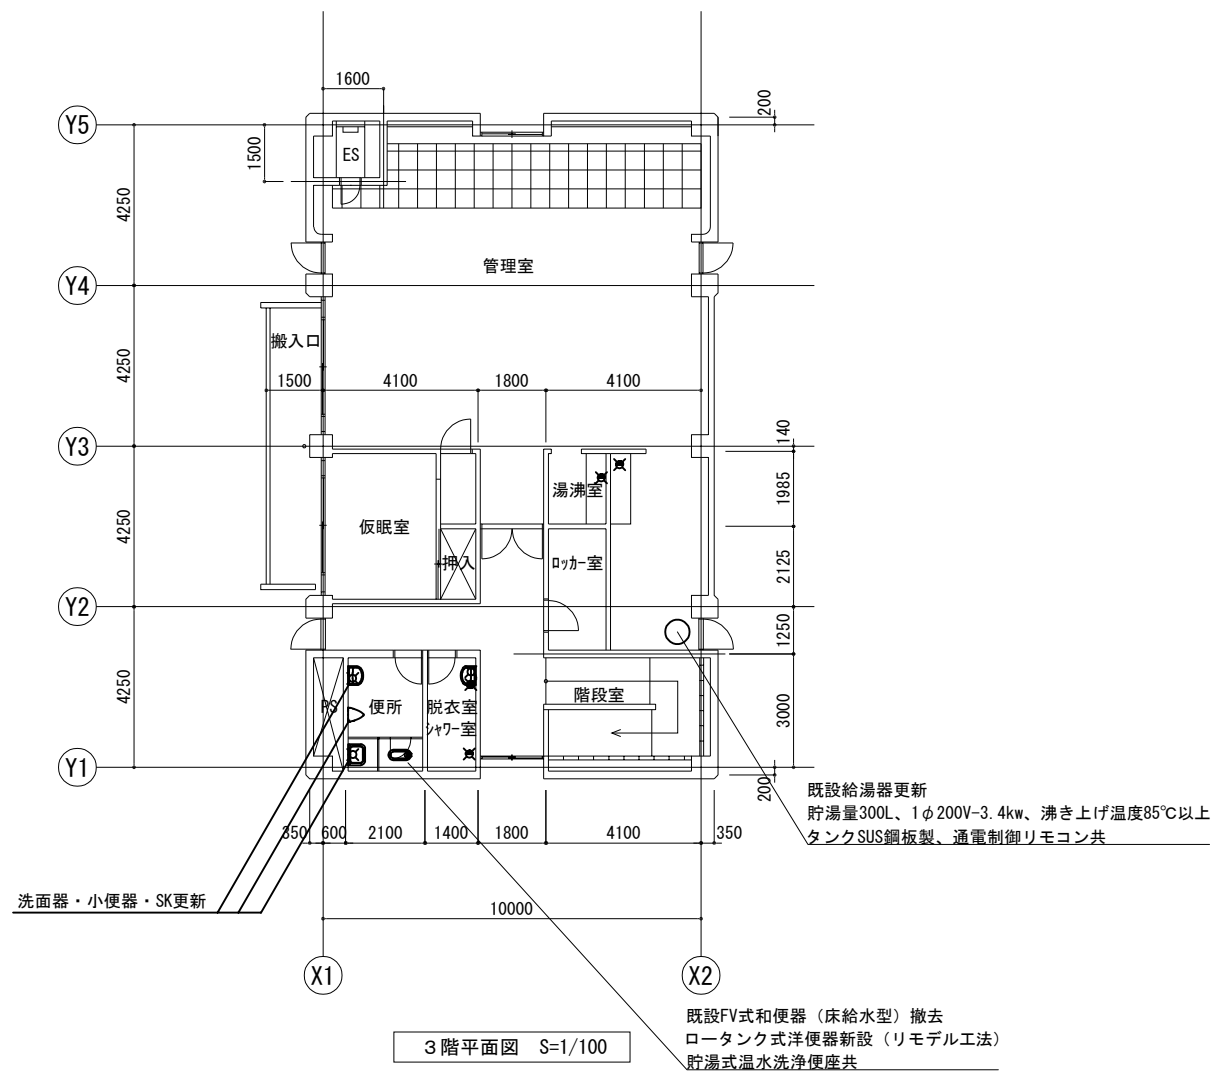 1600
200
Y5
ES
1500
4250
管理室
Y4
搬入口
4250
1500
4100
1800
4100
Y3
140
湯沸室
1985
仮眠室
4250
押入
ロッカー室
2125
Y2
1250
PS
便所
脱衣室
シャワー室
階段室
4250
3000
Y1
200
既設給湯器更新
貯湯量300L、1φ200V-3.4kw、沸き上げ温度85℃以上
タンクSUS鋼板製、通電制御リモコン共
350
600
2100
1400
1800
4100
350
洗面器・小便器・SK更新
10000
X1
X2
既設FV式和便器（床給水型）撤去
ロータンク式洋便器新設（リモデル工法）
貯湯式温水洗浄便座共
３階平面図 S=1/100